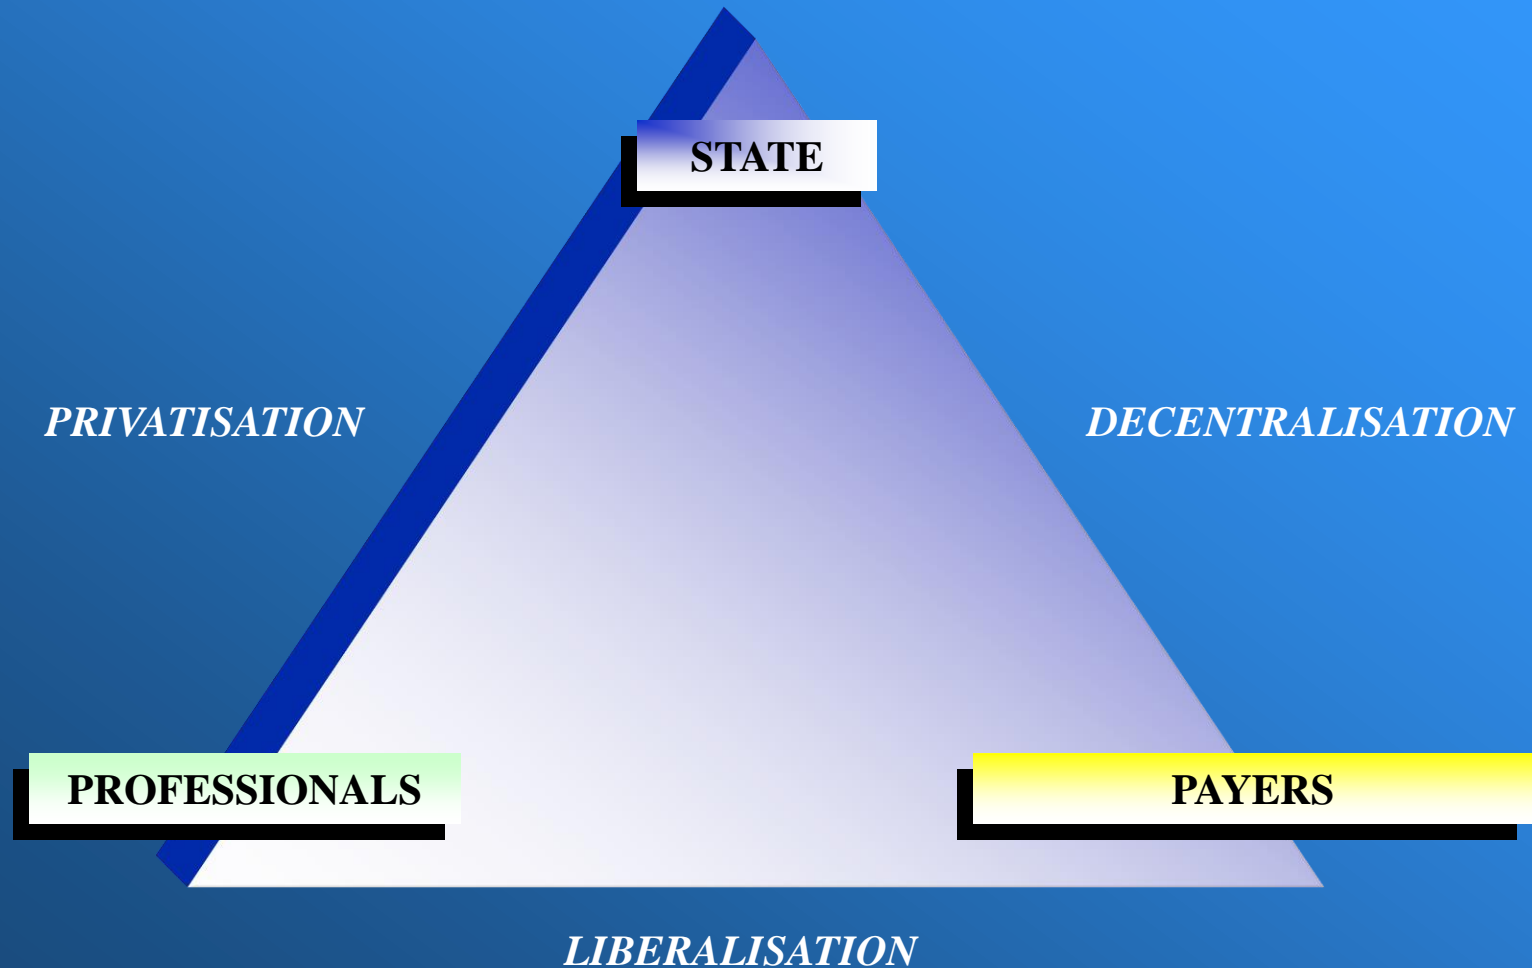 STATE
PRIVATISATION
DECENTRALISATION
PROFESSIONALS
PAYERS
LIBERALISATION